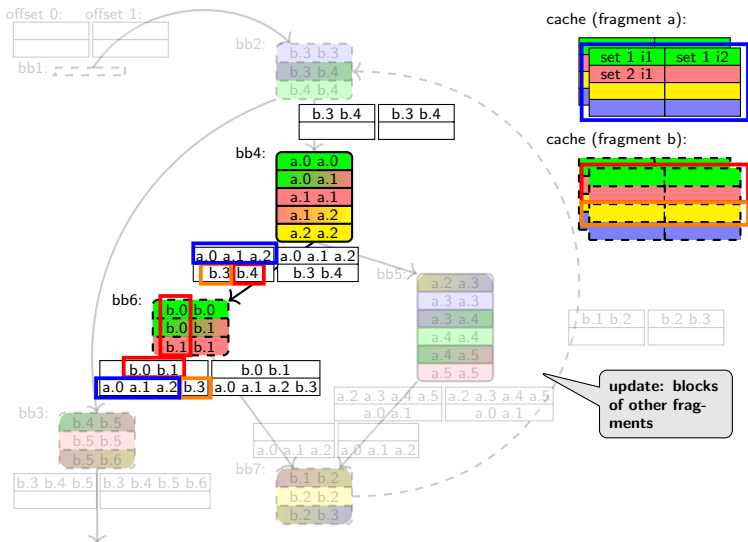 offset 0: offset 1:
bb1:
bb2:
b.3 b.3
b.3 b.4
b.4 b.4
b.3 b.4 b.3 b.4
bb4:
a.0 a.0
a.0 a.1
a.1 a.1
a.1 a.2
a.2 a.2
a.0 a.1 a.2 a.0 a.1 a.2
b.3 b.4 b.3 b.4
bb6:
b.0 b.0
b.0 b.1
b.1 b.1
b.0 b.1 b.0 b.1
a.0 a.1 a.2 b.3 a.0 a.1 a.2 b.3
bb5:
a.2 a.3
a.3 a.3
a.3 a.4
a.4 a.4
a.4 a.5
a.5 a.5
a.2 a.3 a.4 a.5 a.2 a.3 a.4 a.5
a.0 a.1 a.0 a.1
b.1 b.2 b.2 b.3
bb3:
b.4 b.5
b.5 b.5
b.5 b.6
b.3 b.4 b.5 b.3 b.4 b.5 b.6
a.0 a.1 a.2 a.0 a.1 a.2
bb7:
b.1 b.2
b.2 b.2
b.2 b.3
cache (fragment a):
set 1 i1 set 1 i2
set 2 i1
cache (fragment b):
update: blocks
of other frag-
ments